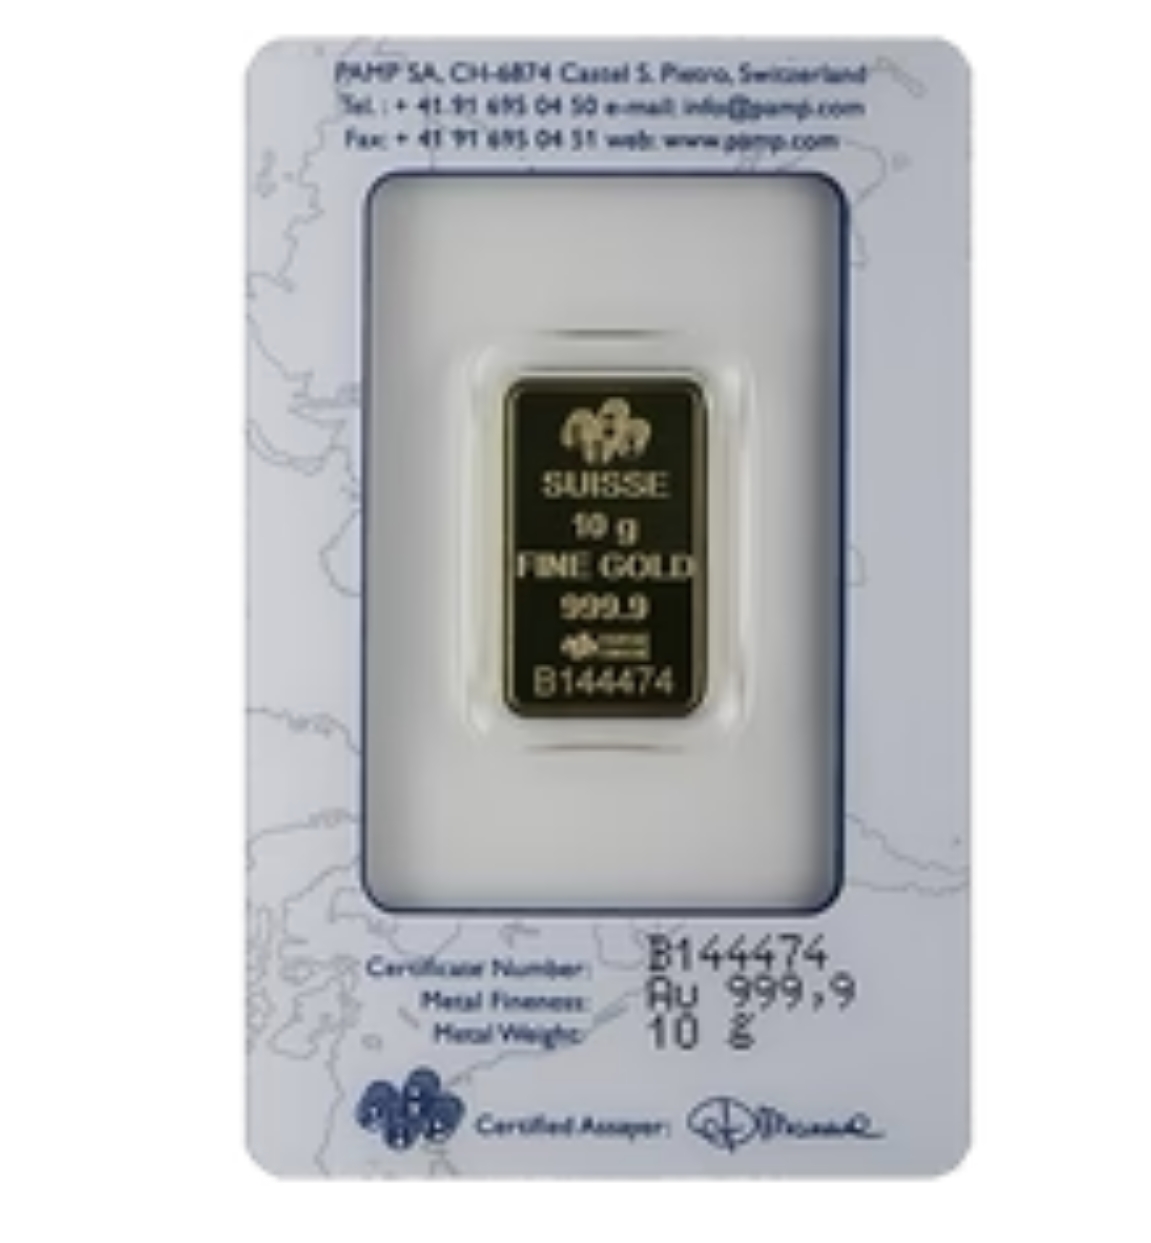 PAMP SA, CH-6874 Castel S. Pietro, Switzerland
Tel. : + 41 91 695 04 50 e-mail: info@pamp.com
Fax: + 41 91 695 04 51 web: www.pamp.com
SUISSE
10 g
FINE GOLD
999.9
B144474
Certificate Number: B144474
Metal Fineness: Au 999,9
Metal Weight: 10 g
Certified Assayer: